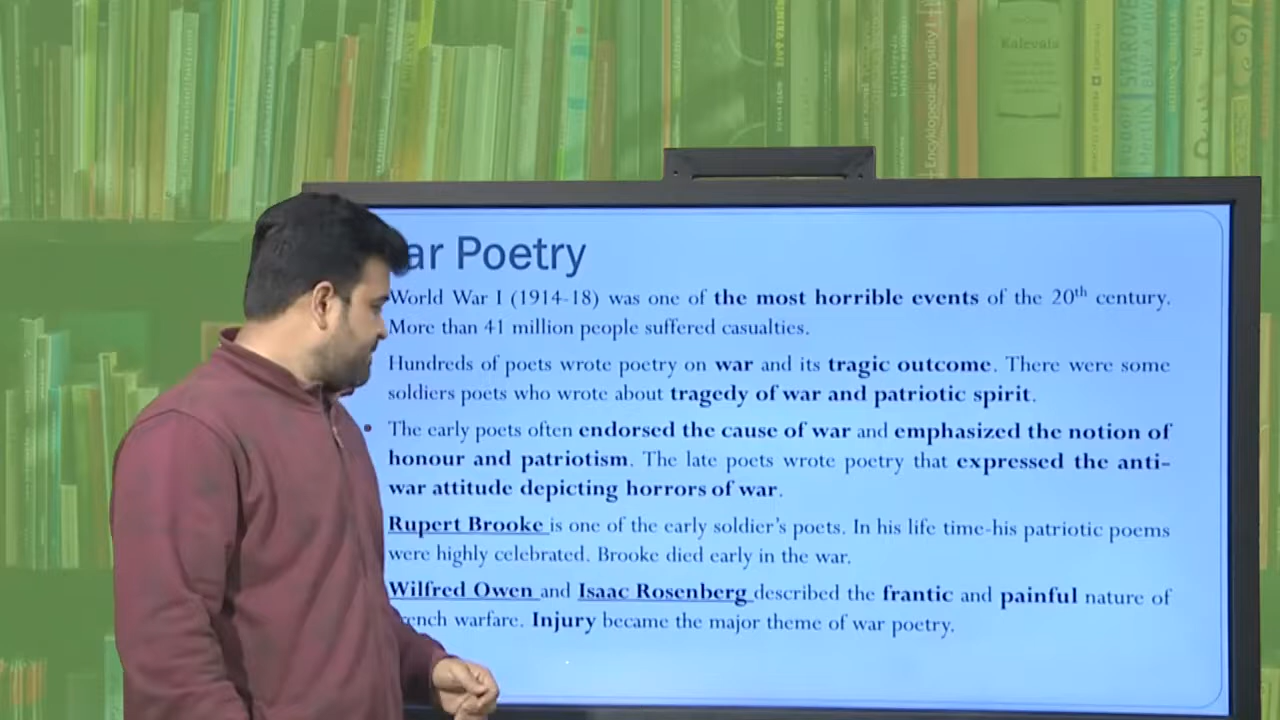 Kalevala
Encyklopedie mystiky I
STAROVĚ
ar Poetry
World War I (1914-18) was one of the most horrible events of the 20th century.
More than 41 million people suffered casualties.
Hundreds of poets wrote poetry on war and its tragic outcome. There were some
soldiers poets who wrote about tragedy of war and patriotic spirit.
• The early poets often endorsed the cause of war and emphasized the notion of
honour and patriotism. The late poets wrote poetry that expressed the anti-
war attitude depicting horrors of war.
Rupert Brooke is one of the early soldier's poets. In his life time-his patriotic poems
were highly celebrated. Brooke died early in the war.
Wilfred Owen and Isaac Rosenberg described the frantic and painful nature of
rench warfare. Injury became the major theme of war poetry.